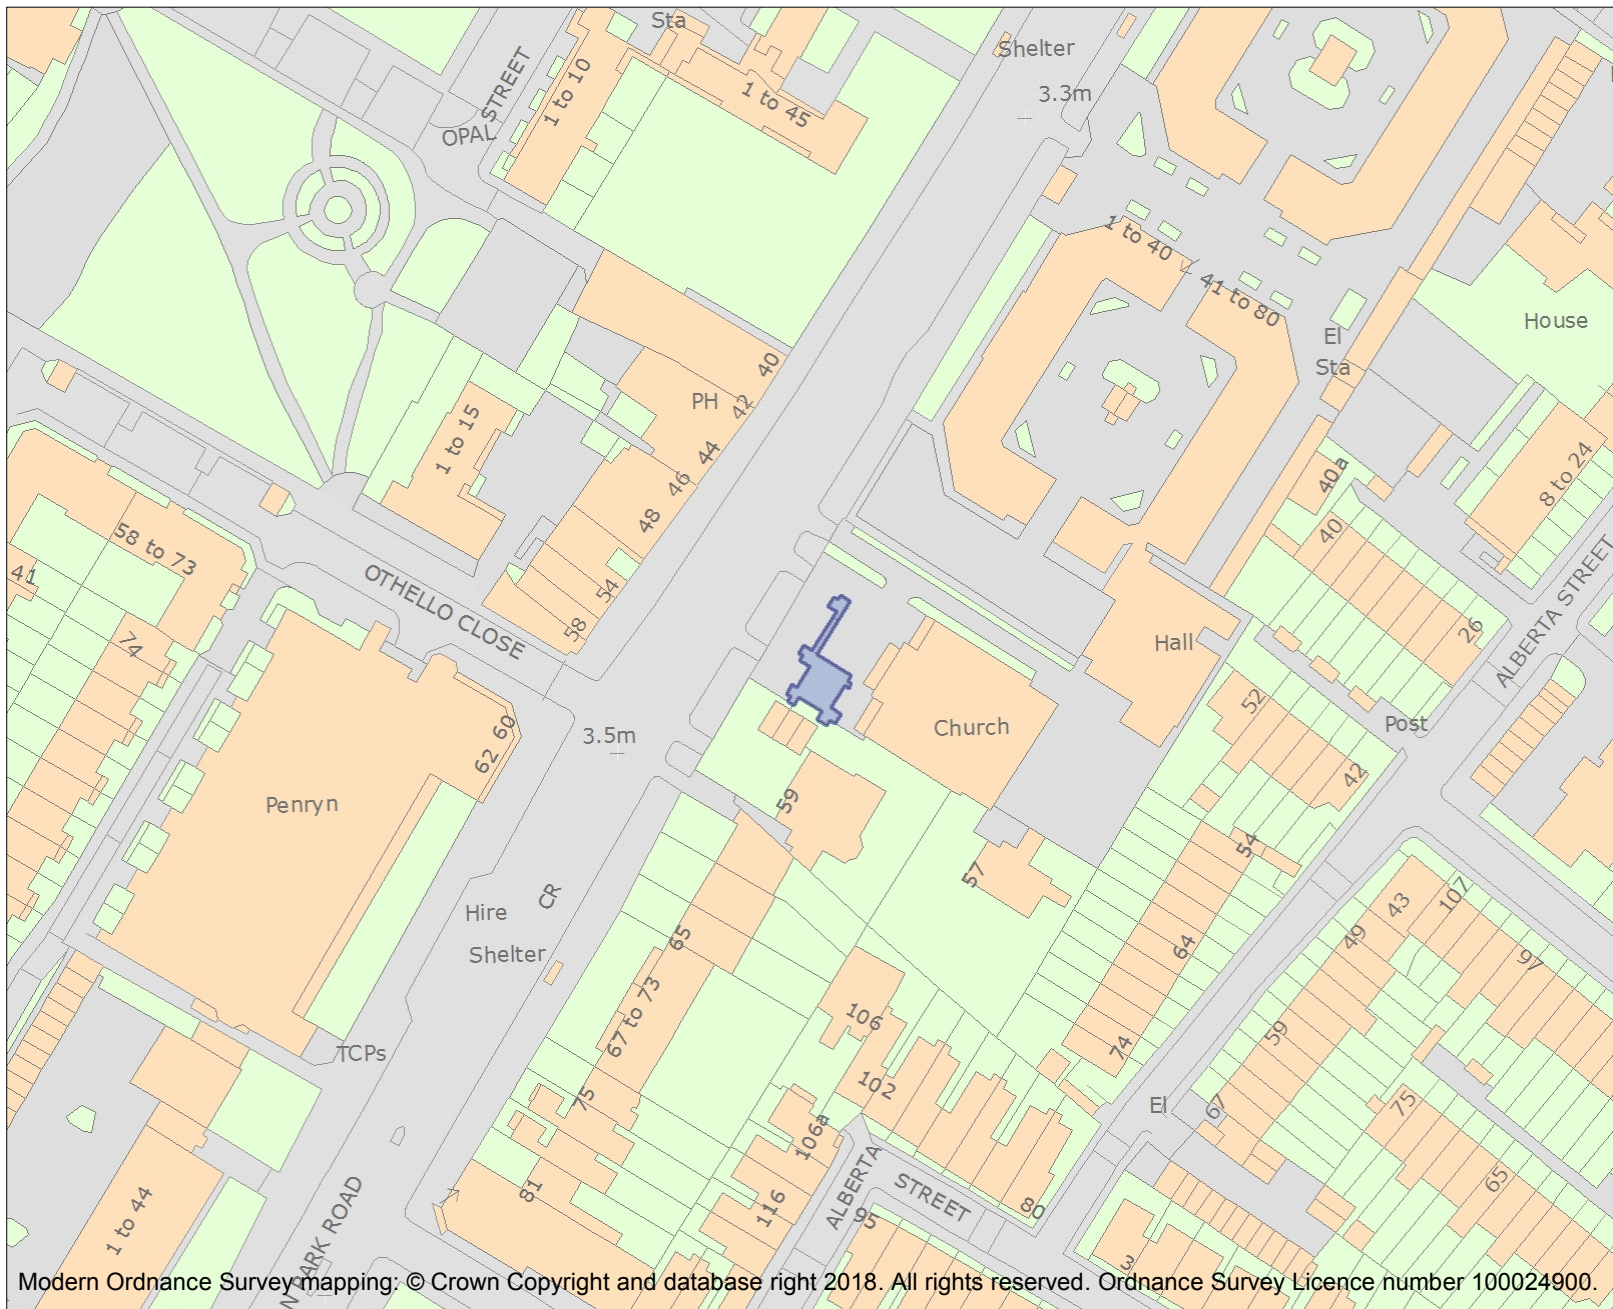 Sta
Shelter
3.3m
1 to 10
STREET
OPAL
1 to 45
1 to 40
41 to 80
El
Sta
House
40
PH
42
44
46
48
54
58
1 to 15
40a
40
8 to 24
26
ALBERTA STREET
58 to 73
41
74
OTHELLO CLOSE
Hall
52
Post
42
Church
3.5m
60
62
Penryn
59
57
54
64
74
Hire
CR
Shelter
65
67 to 73
75
TCPs
106
102
106a
116
81
ALBERTA
STREET
95
80
El
43
107
49
97
59
67
75
65
3
1 to 44
N PARK ROAD
Modern Ordnance Survey mapping: © Crown Copyright and database right 2018. All rights reserved. Ordnance Survey Licence number 100024900.